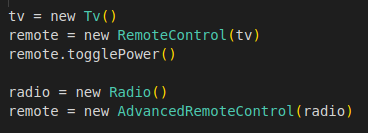 tv = new Tv()
remote = new RemoteControl(tv)
remote.togglePower()
radio = new Radio()
remote = new AdvancedRemoteControl(radio)